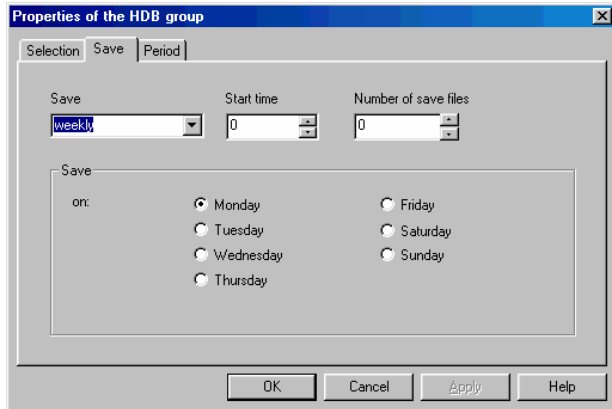 Properties of the HDB group
Selection Save Period
Save Start time Number of save files
weekly 0 0
Save
on: Monday Friday
Tuesday Saturday
Wednesday Sunday
Thursday
OK Cancel Apply Help